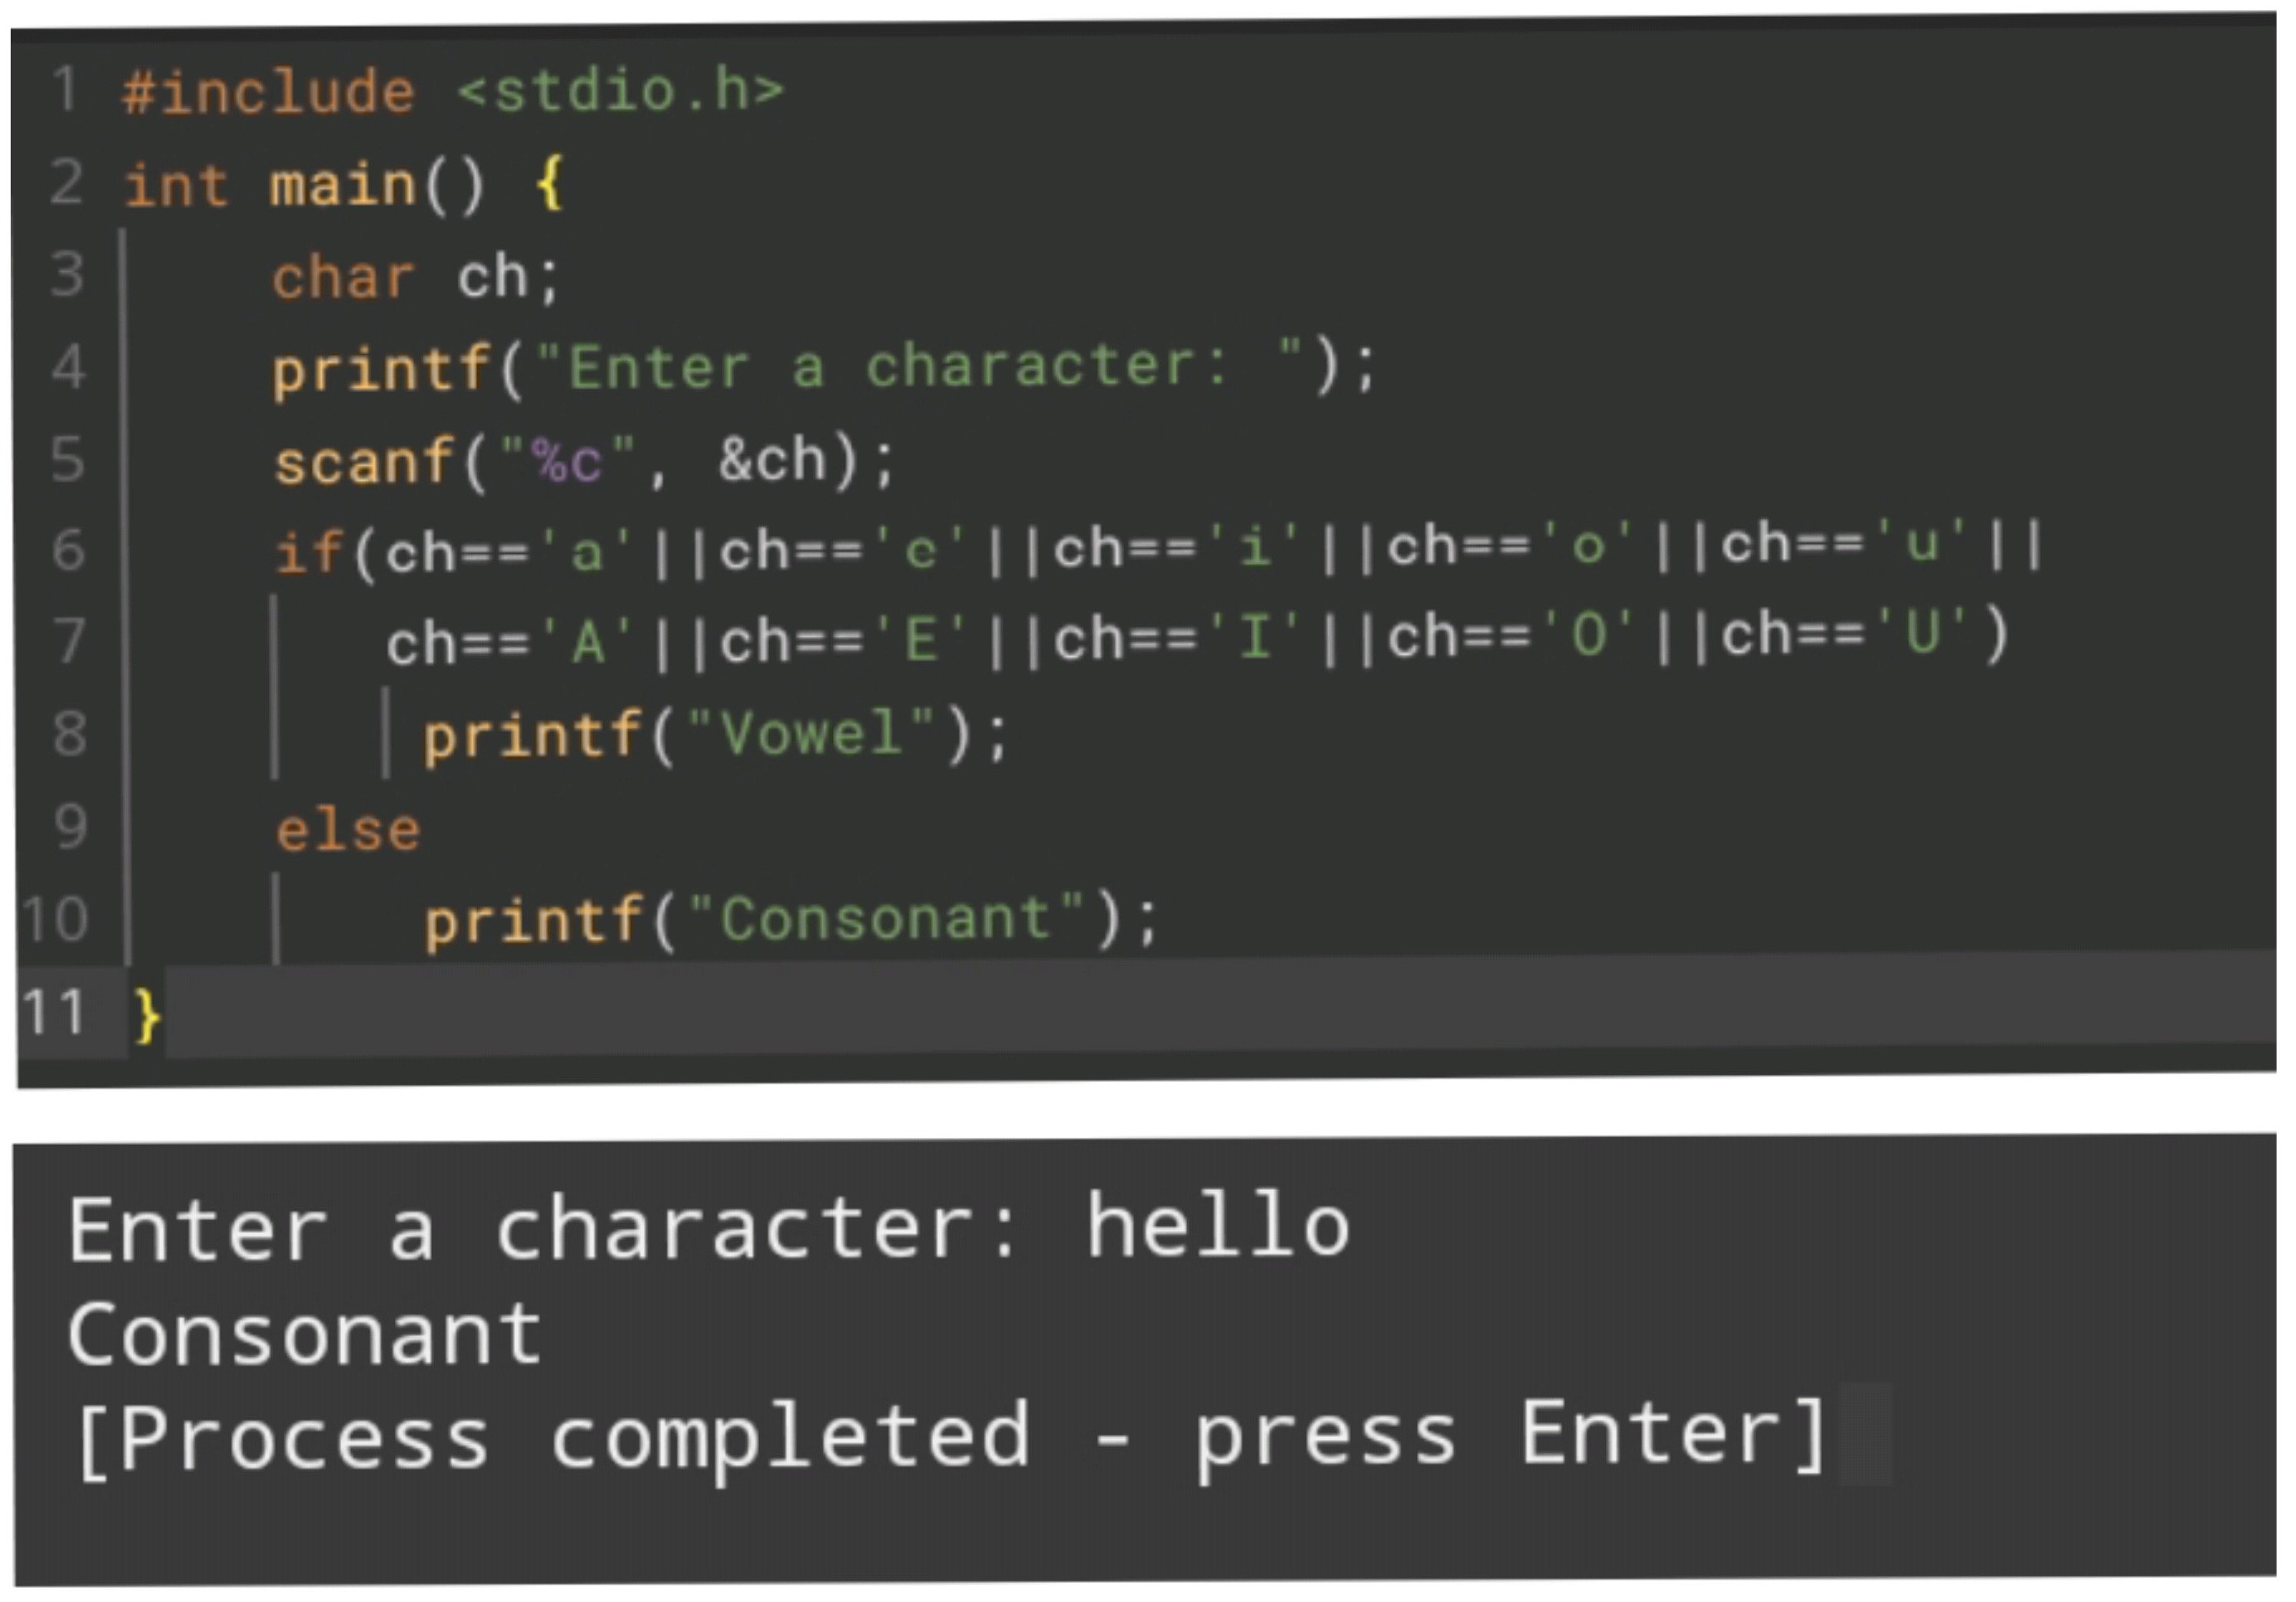 1 #include <stdio.h>
2 int main() {
3 char ch;
4 printf("Enter a character: ");
5 scanf("%c", &ch);
6 if(ch=='a'||ch=='e'||ch=='i'||ch=='o'||ch=='u'||
7 ch=='A'||ch=='E'||ch=='I'||ch=='O'||ch=='U')
8 printf("Vowel");
9 else
10 printf("Consonant");
11 }
Enter a character: hello
Consonant
[Process completed - press Enter]